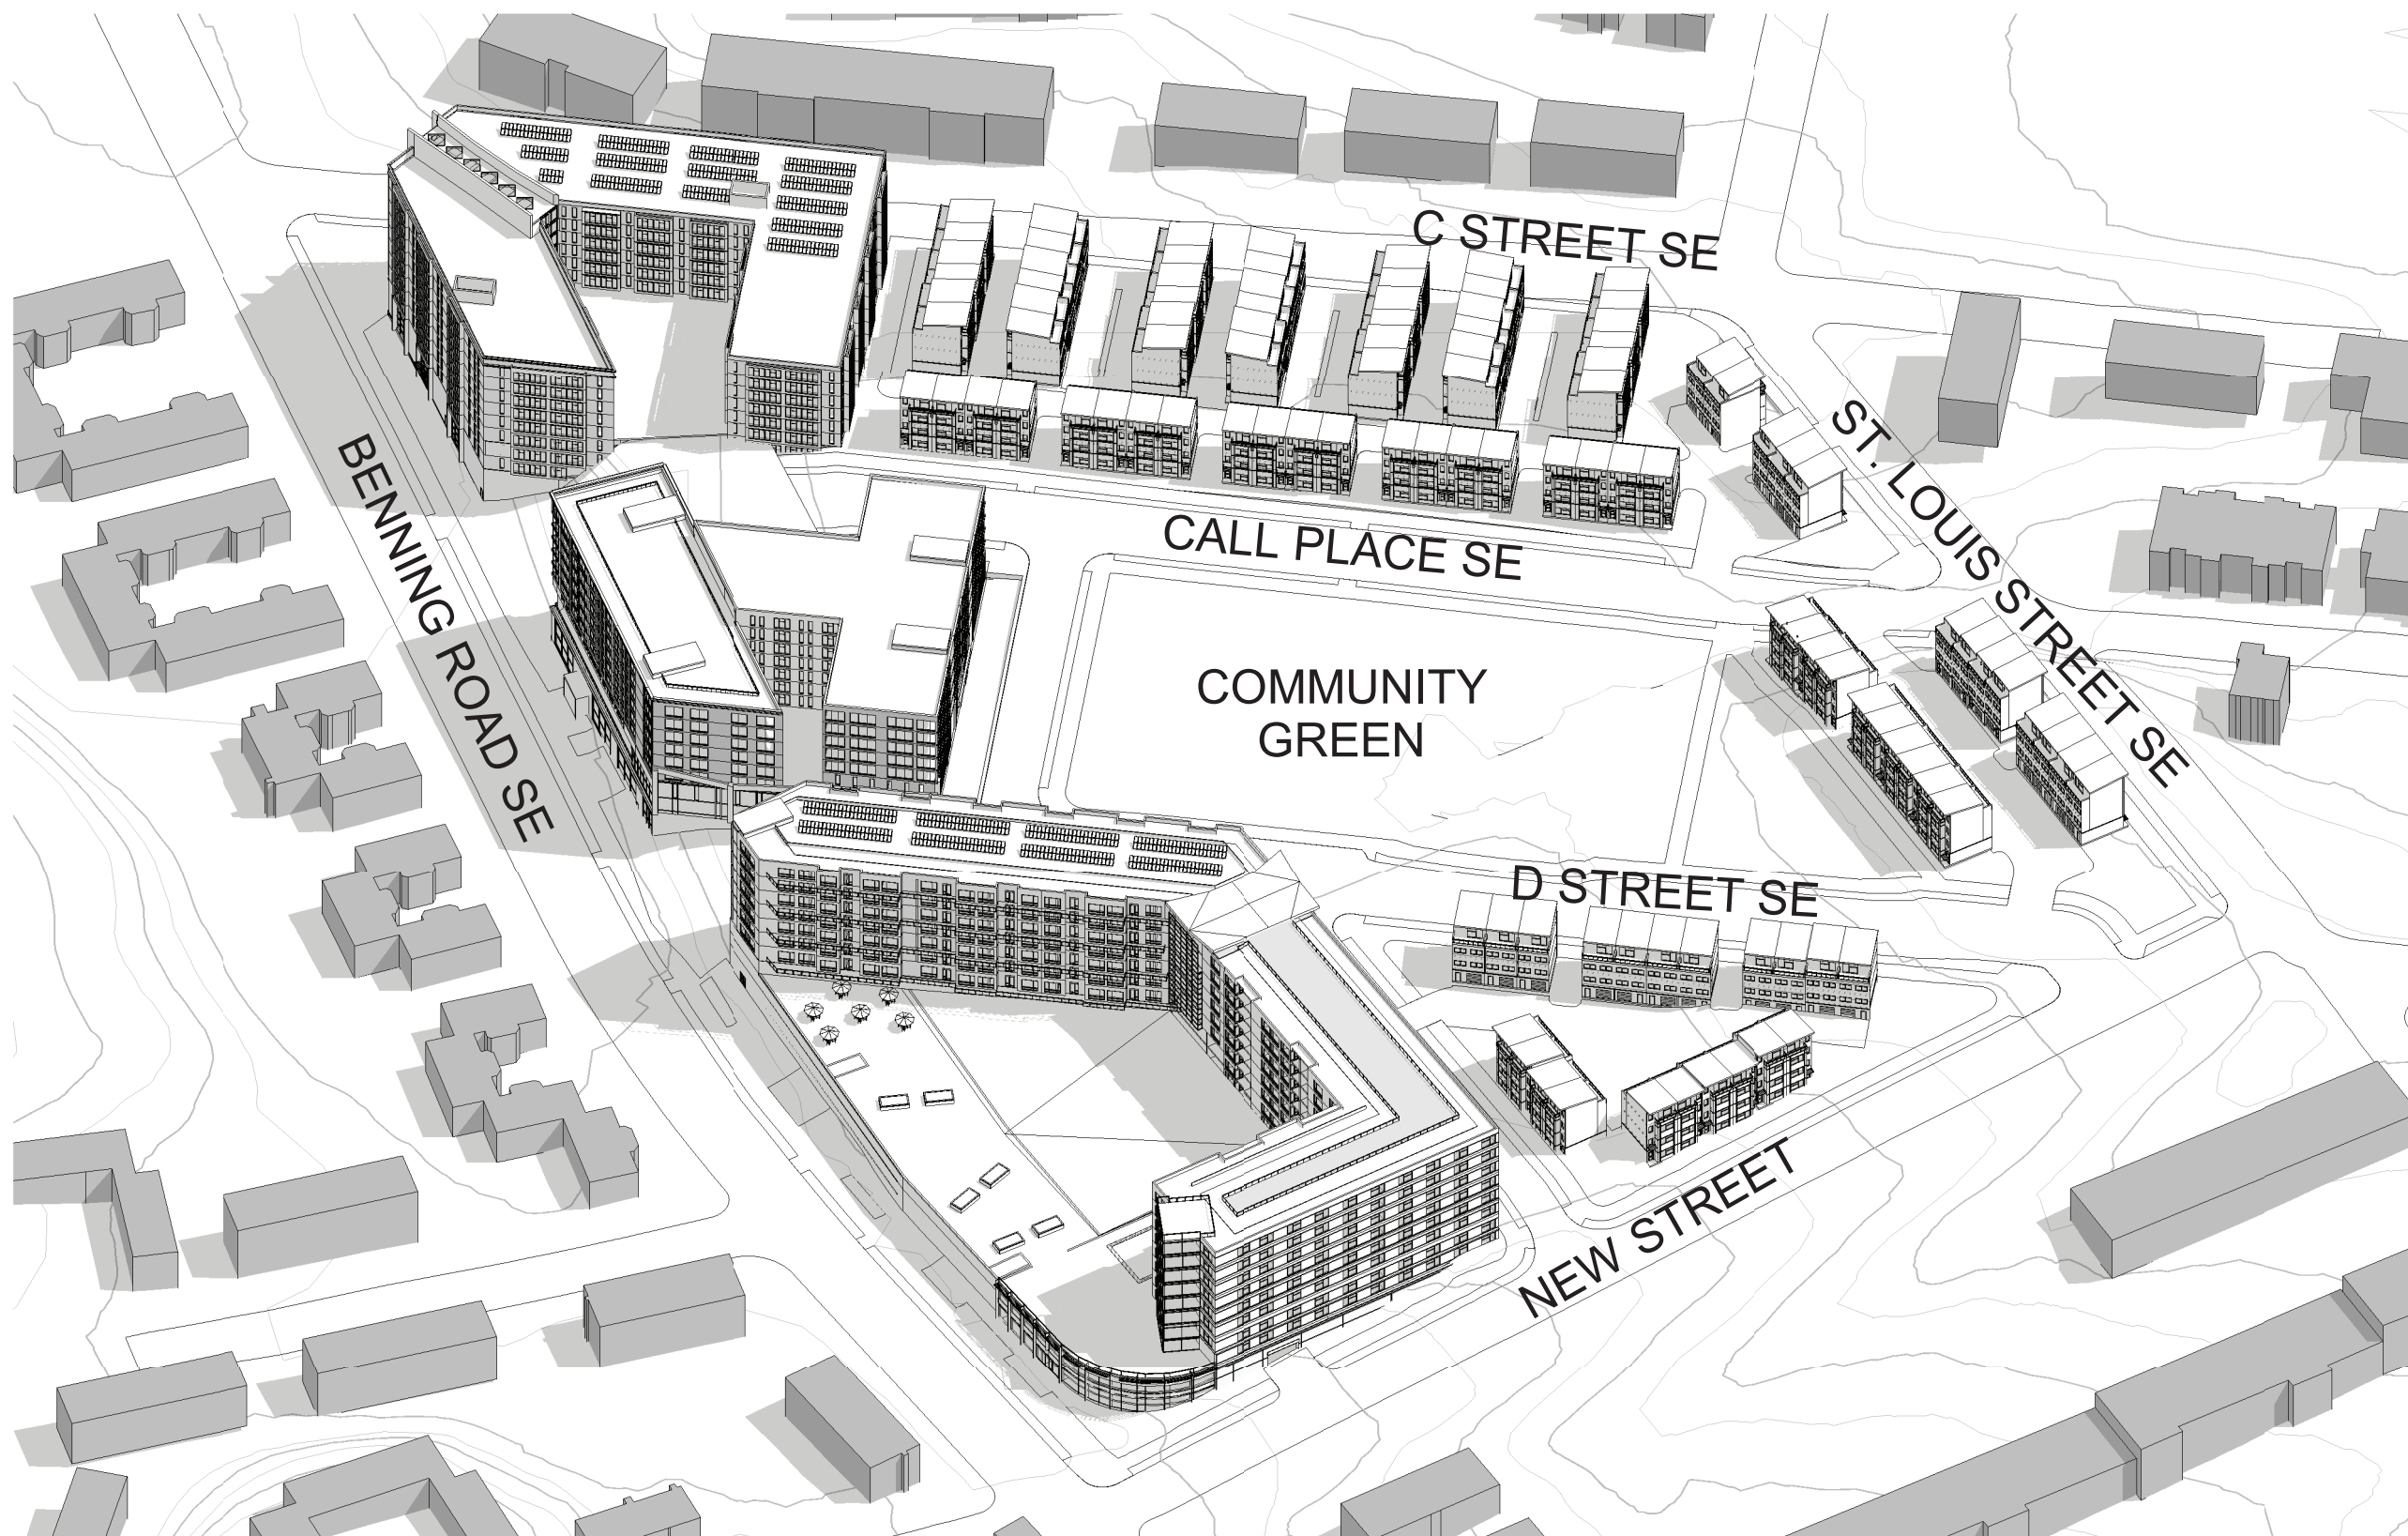 C STREET SE
ST. LOUIS STREET SE
BENNING ROAD SE
CALL PLACE SE
COMMUNITY
GREEN
D STREET SE
NEW STREET